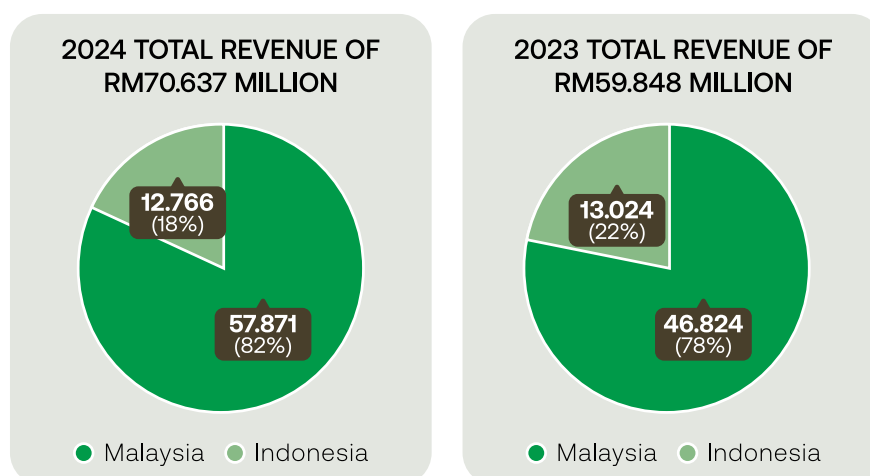 2024 TOTAL REVENUE OF
RM70.637 MILLION
12.766
(18%)
57.871
(82%)
Malaysia
Indonesia
2023 TOTAL REVENUE OF
RM59.848 MILLION
13.024
(22%)
46.824
(78%)
Malaysia
Indonesia